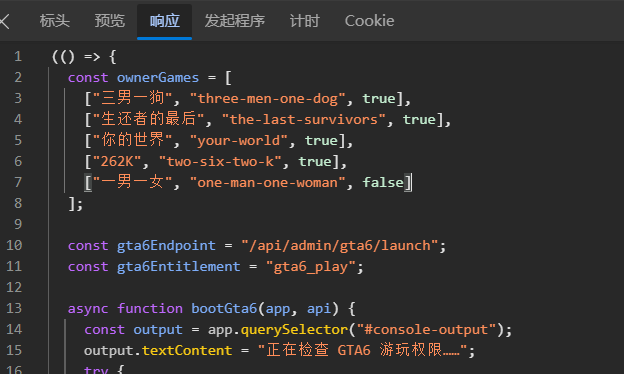 标头 预览 响应 发起程序 计时 Cookie
1 (() => {
2 const ownerGames = [
3 ["三男一狗", "three-men-one-dog", true],
4 ["生还者的最后", "the-last-survivors", true],
5 ["你的世界", "your-world", true],
6 ["262K", "two-six-two-k", true],
7 ["一男一女", "one-man-one-woman", false]
8 ];
9
10 const gta6Endpoint = "/api/admin/gta6/launch";
11 const gta6Entitlement = "gta6_play";
12
13 async function bootGta6(app, api) {
14 const output = app.querySelector("#console-output");
15 output.textContent = "正在检查 GTA6 游玩权限……";
16 try {